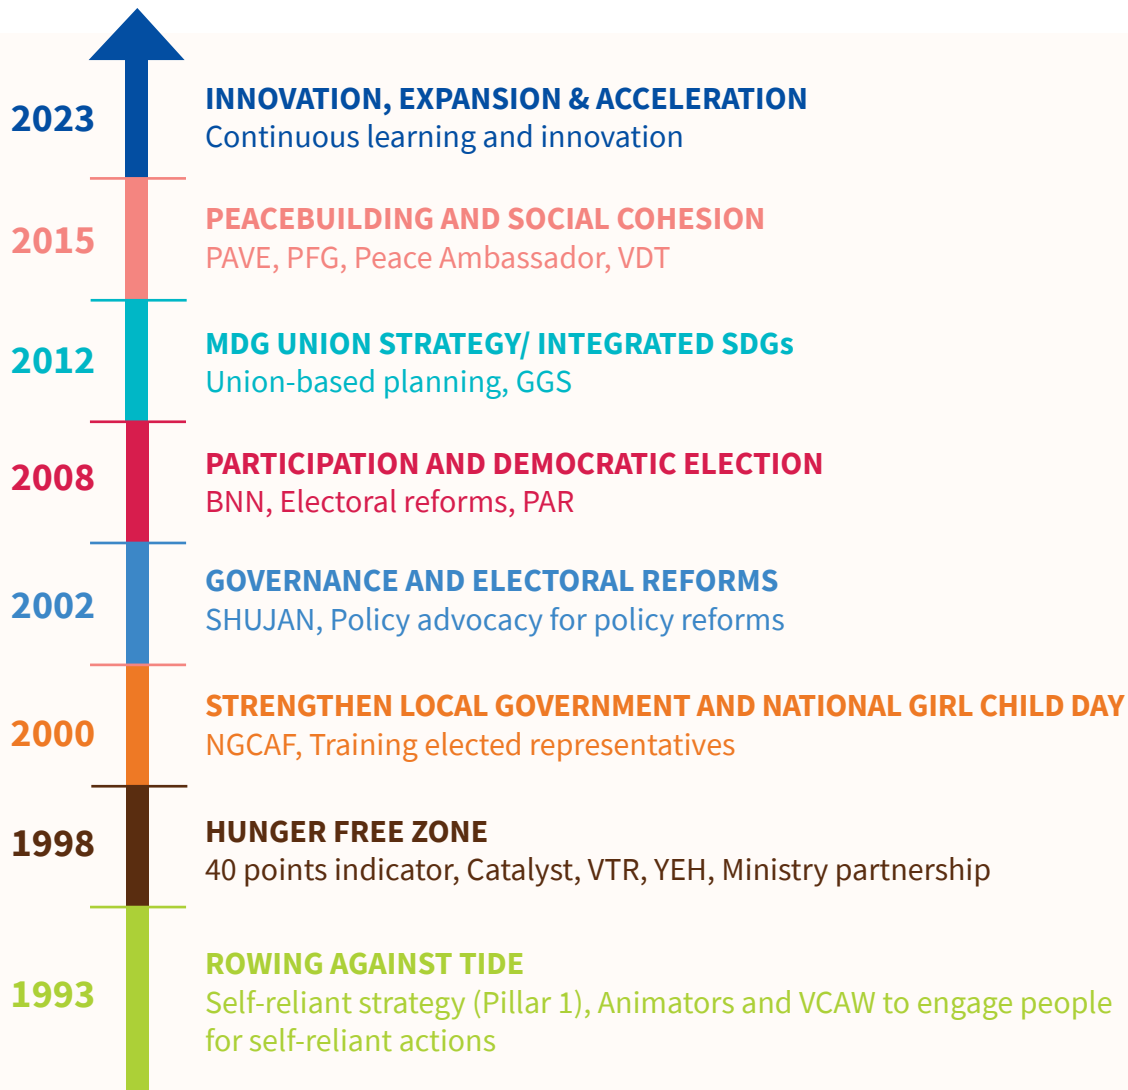 2023
INNOVATION, EXPANSION & ACCELERATION
Continuous learning and innovation
2015
PEACEBUILDING AND SOCIAL COHESION
PAVE, PFG, Peace Ambassador, VDT
2012
MDG UNION STRATEGY/ INTEGRATED SDGs
Union-based planning, GGS
2008
PARTICIPATION AND DEMOCRATIC ELECTION
BNN, Electoral reforms, PAR
2002
GOVERNANCE AND ELECTORAL REFORMS
SHUJAN, Policy advocacy for policy reforms
2000
STRENGTHEN LOCAL GOVERNMENT AND NATIONAL GIRL CHILD DAY
NGCAF, Training elected representatives
1998
HUNGER FREE ZONE
40 points indicator, Catalyst, VTR, YEH, Ministry partnership
1993
ROWING AGAINST TIDE
Self-reliant strategy (Pillar 1), Animators and VCAW to engage people
for self-reliant actions